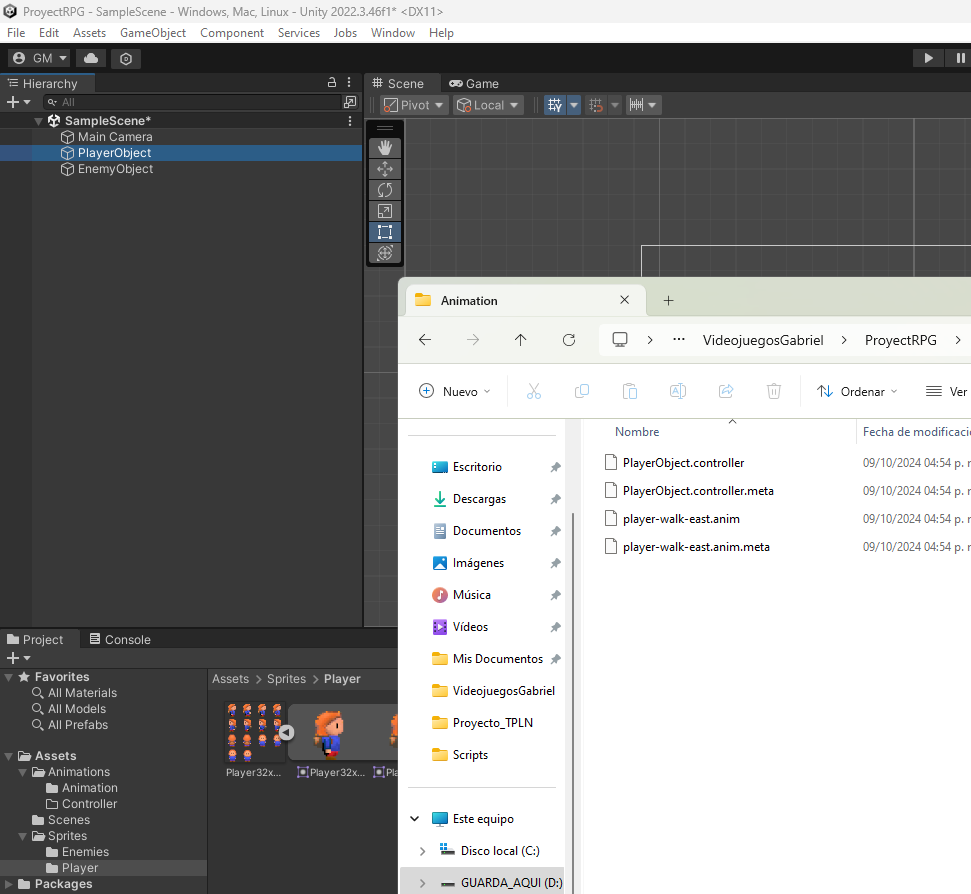 ProyectRPG - SampleScene - Windows, Mac, Linux - Unity 2022.3.46f1* <DX11>
File Edit Assets GameObject Component Services Jobs Window Help
GM
Hierarchy
Scene
Game
All
Pivot
Local
SampleScene*
Main Camera
PlayerObject
EnemyObject
Animation
VideojuegosGabriel
ProyectRPG
Nuevo
Ordenar
Ver
Nombre
Fecha de modificació
Escritorio
Descargas
Documentos
Imágenes
Música
Vídeos
Mis Documentos
VideojuegosGabriel
Proyecto_TPLN
Scripts
Este equipo
Disco local (C:)
GUARDA_AQUI (D:)
PlayerObject.controller 09/10/2024 04:54 p.
PlayerObject.controller.meta 09/10/2024 04:54 p.
player-walk-east.anim 09/10/2024 04:54 p.
player-walk-east.anim.meta 09/10/2024 04:54 p.
Project
Console
Favorites
All Materials
All Models
All Prefabs
Assets
Animations
Animation
Controller
Scenes
Sprites
Enemies
Player
Packages
Assets > Sprites > Player
Player32x...
Player32x...
Pla